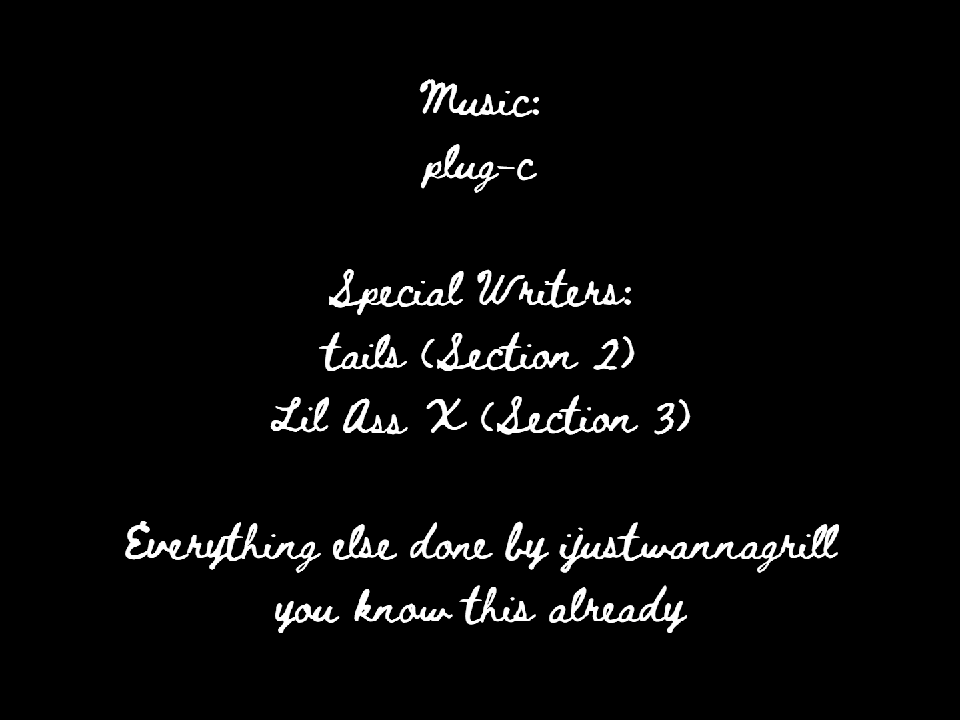 Music:
plug-c
Special Writers:
tails (Section 2)
Lil Ass X (Section 3)
Everything else done by ijustwannagrill
you know this already